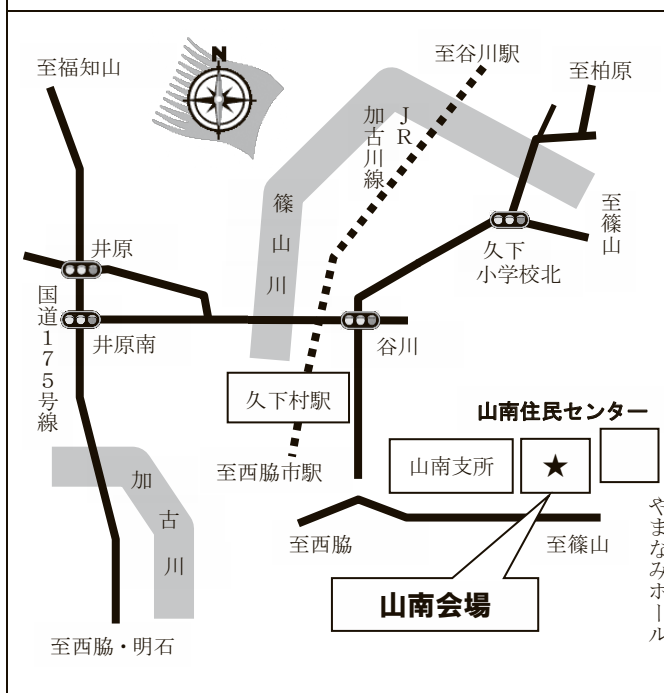 N
至谷川駅
至福知山
至柏原
JR
加古川線
篠山川
至篠山
井原
久下
小学校北
国道175号線
井原南
谷川
久下村駅
山南住民センター
山南支所
★
至西脇市駅
加古川
やまなみホール
至西脇
至篠山
山南会場
至西脇・明石